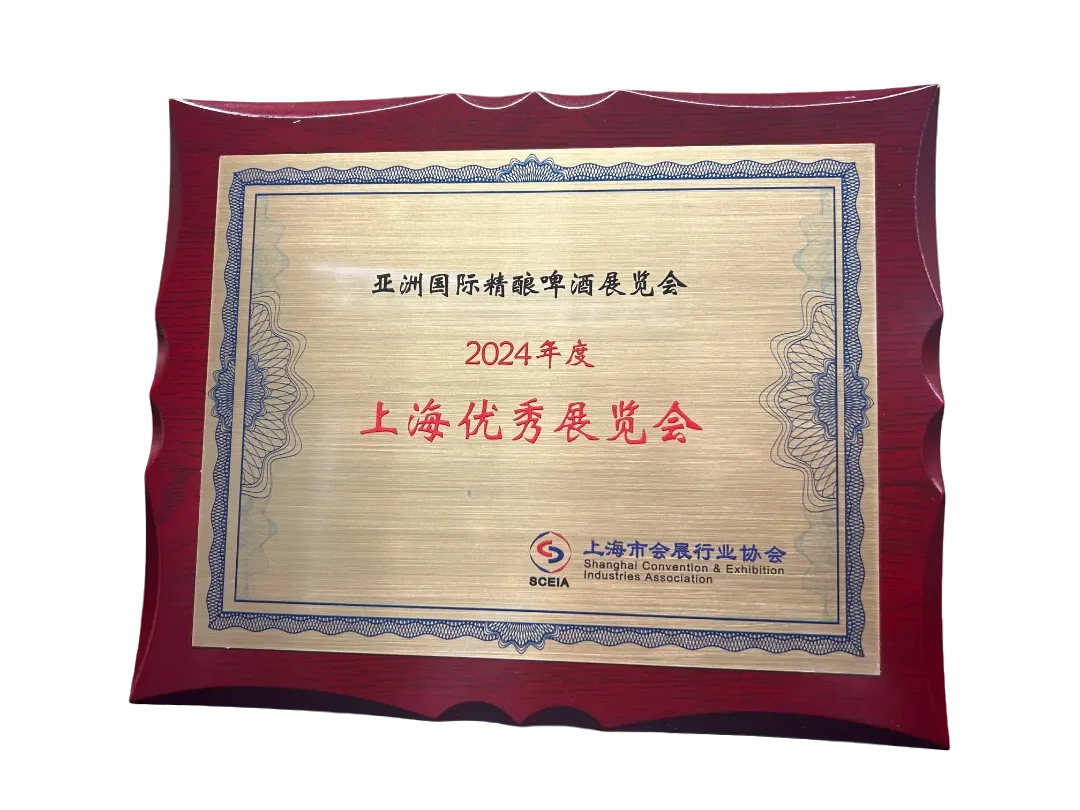 亚洲国际精酿啤酒展览会
2024年度
上海优秀展览会
SCEIA
上海市会展行业协会
Shanghai Convention & Exhibition
Industries Association